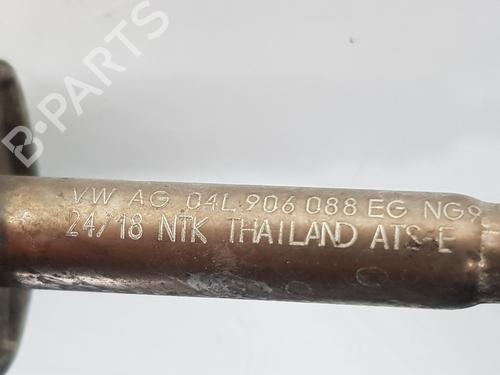 VW AG 04L 906 088 EG NG9
24/18 NTK THAILAND ATS-E
B-PARTS